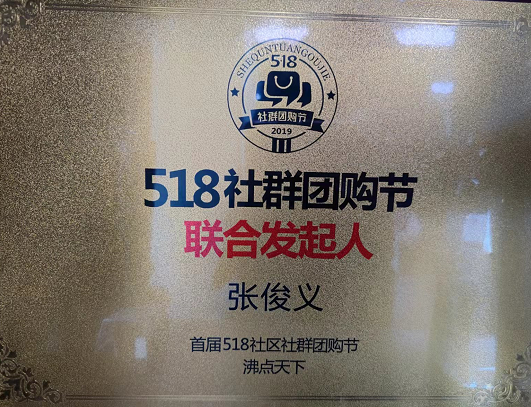 SHEQUNTUANGOUJIE
518
社群团购节
2019
518社群团购节
联合发起人
张俊义
首届518社区社群团购节
沸点天下